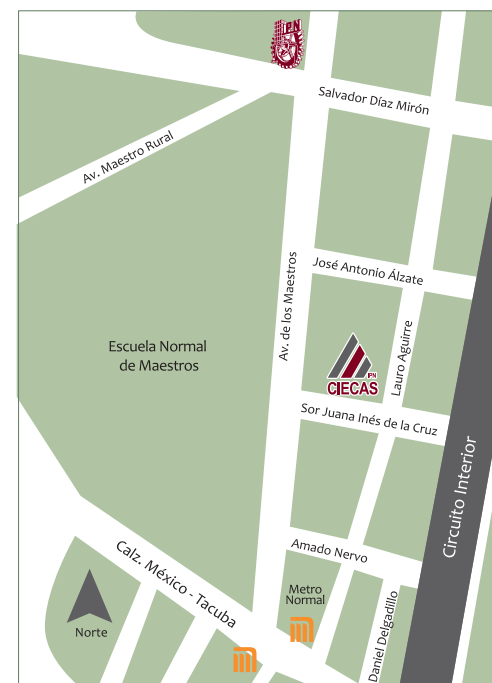 IPN
Salvador Díaz Mirón
Av. Maestro Rural
José Antonio Álzate
Av. de los Maestros
Escuela Normal
de Maestros
Lauro Aguirre
IPN
CIECAS
Sor Juana Inés de la Cruz
Circuito Interior
Amado Nervo
Calz. México - Tacuba
Metro
Normal
Daniel Delgadillo
Norte